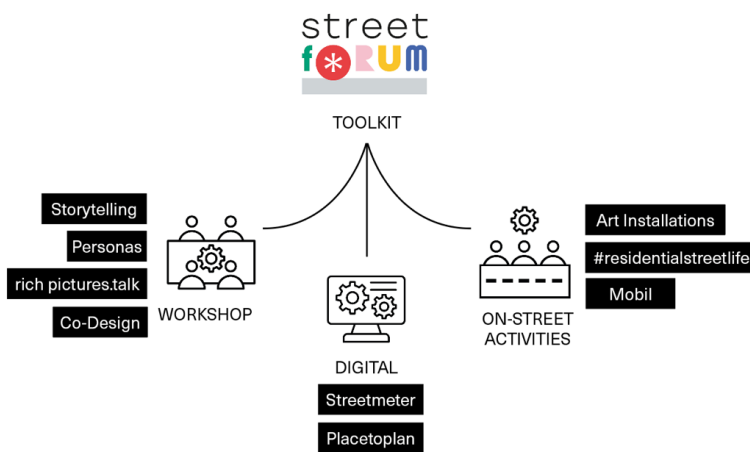 street
fORUM
TOOLKIT
Storytelling
Personas
rich pictures.talk
Co-Design
WORKSHOP
DIGITAL
Streetmeter
Placetoplan
Art Installations
#residentialstreetlife
Mobil
ON-STREET
ACTIVITIES